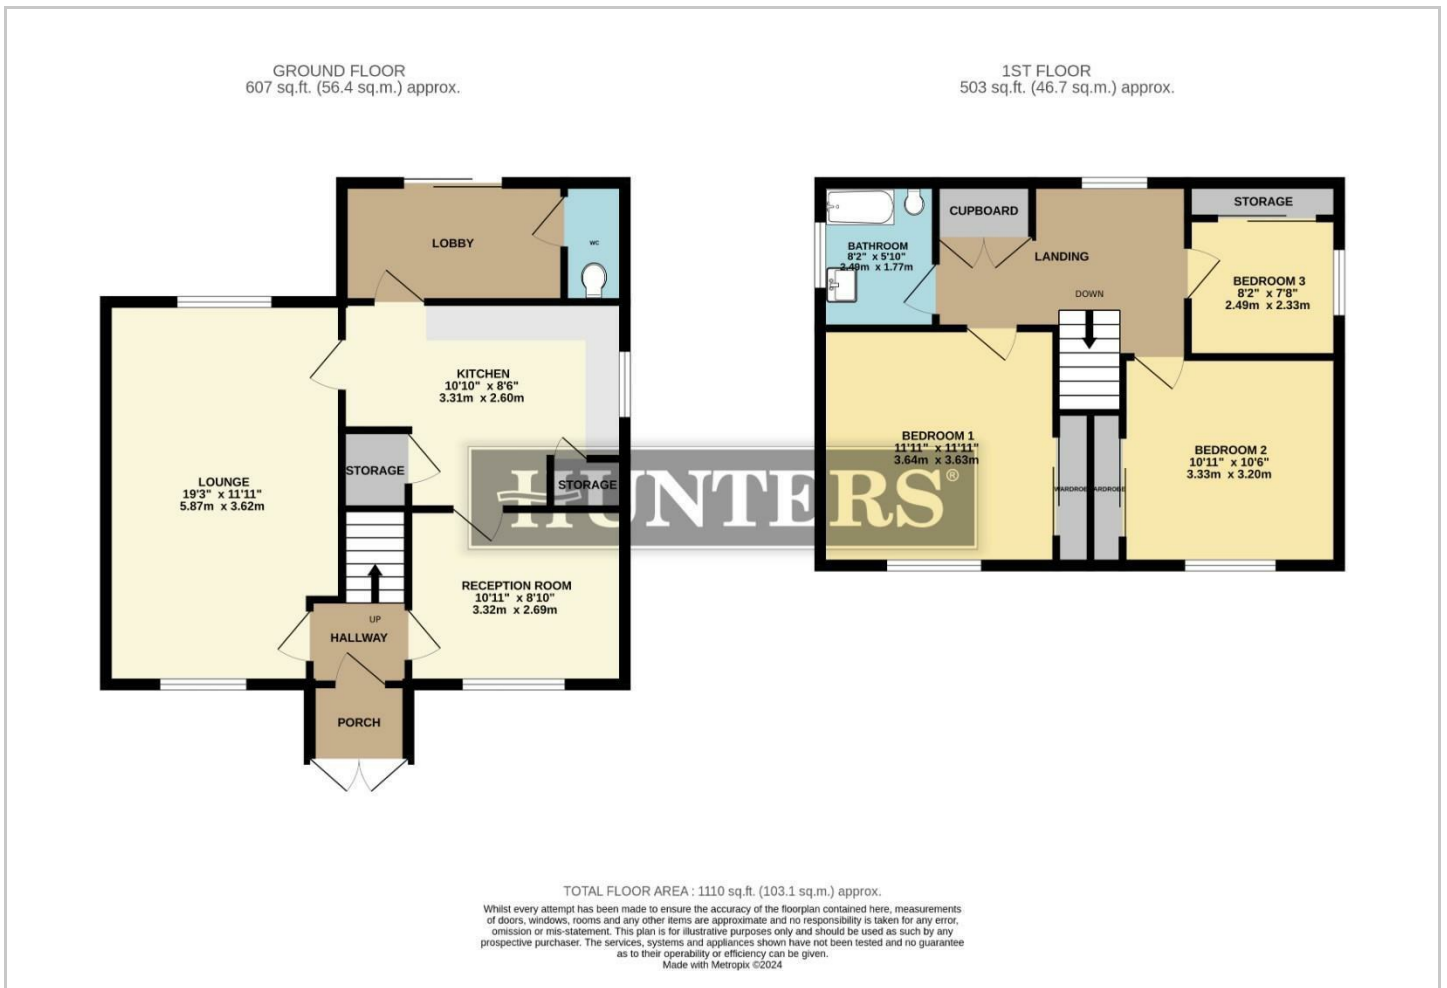 GROUND FLOOR
607 sq.ft. (56.4 sq.m.) approx.
1ST FLOOR
503 sq.ft. (46.7 sq.m.) approx.
LOBBY
WC
KITCHEN
10'10" x 8'6"
3.31m x 2.60m
LOUNGE
19'3" x 11'11"
5.87m x 3.62m
STORAGE
STORAGE
RECEPTION ROOM
10'11" x 8'10"
3.32m x 2.69m
UP
HALLWAY
PORCH
BATHROOM
8'2" x 5'10"
2.49m x 1.77m
CUPBOARD
LANDING
DOWN
STORAGE
BEDROOM 3
8'2" x 7'8"
2.49m x 2.33m
BEDROOM 1
11'11" x 11'11"
3.64m x 3.63m
WARDROBE
WARDROBE
BEDROOM 2
10'11" x 10'6"
3.33m x 3.20m
HUNTERS®
TOTAL FLOOR AREA : 1110 sq.ft. (103.1 sq.m.) approx.
Whilst every attempt has been made to ensure the accuracy of the floorplan contained here, measurements
of doors, windows, rooms and any other items are approximate and no responsibility is taken for any error,
omission or mis-statement. This plan is for illustrative purposes only and should be used as such by any
prospective purchaser. The services, systems and appliances shown have not been tested and no guarantee
as to their operability or efficiency can be given.
Made with Metropix ©2024